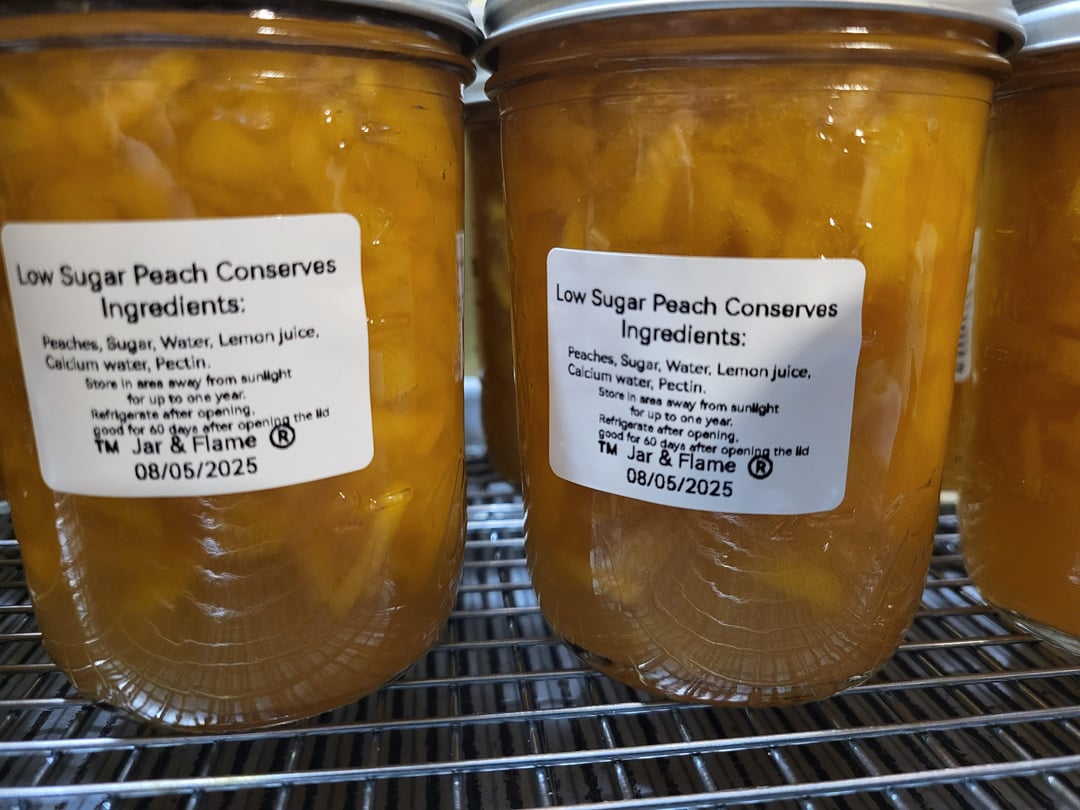 Low Sugar Peach Conserves
Ingredients:
Peaches, Sugar, Water, Lemon juice,
Calcium water, Pectin.
Store in area away from sunlight
for up to one year.
Refrigerate after opening,
good for 60 days after opening the lid
™ Jar & Flame ®
08/05/2025
Low Sugar Peach Conserves
Ingredients:
Peaches, Sugar, Water, Lemon juice,
Calcium water, Pectin.
Store in area away from sunlight
for up to one year.
Refrigerate after opening,
good for 60 days after opening the lid
™ Jar & Flame ®
08/05/2025